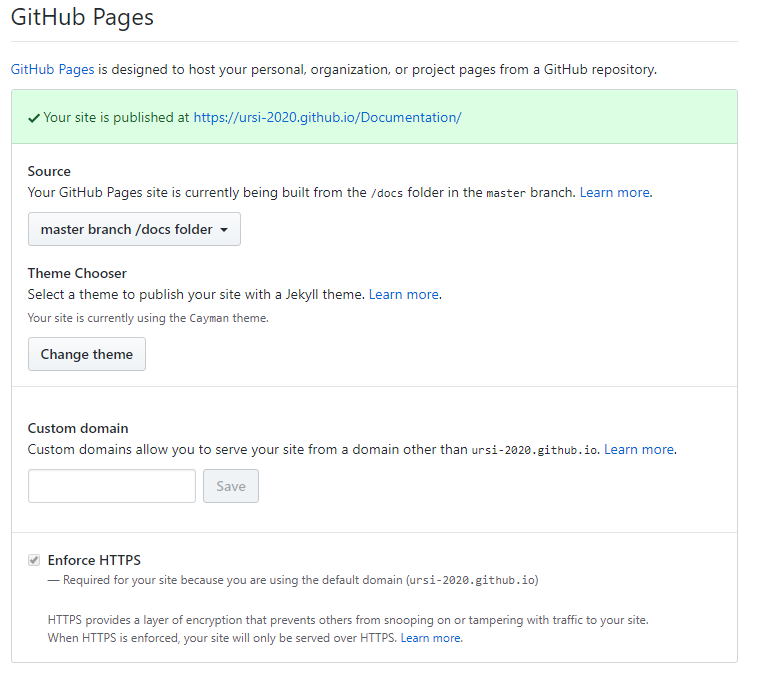 GitHub Pages
GitHub Pages is designed to host your personal, organization, or project pages from a GitHub repository.
Your site is published at https://ursi-2020.github.io/Documentation/
Source
Your GitHub Pages site is currently being built from the /docs folder in the master branch. Learn more.
master branch /docs folder
Theme Chooser
Select a theme to publish your site with a Jekyll theme. Learn more.
Your site is currently using the Cayman theme.
Change theme
Custom domain
Custom domains allow you to serve your site from a domain other than ursi-2020.github.io. Learn more.
Save
Enforce HTTPS
— Required for your site because you are using the default domain (ursi-2020.github.io)
HTTPS provides a layer of encryption that prevents others from snooping on or tampering with traffic to your site.
When HTTPS is enforced, your site will only be served over HTTPS. Learn more.